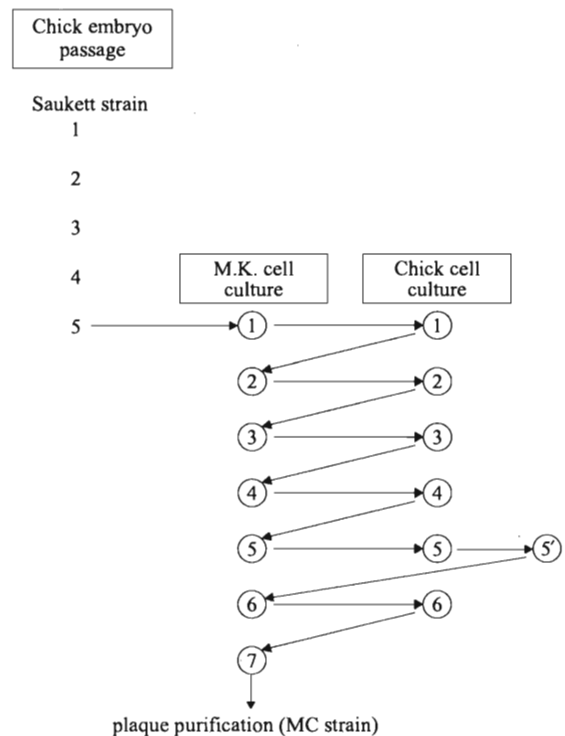 Chick embryo
passage
Saukett strain
1
2
3
4
M.K. cell
culture
Chick cell
culture
5 1 1
2 2
3 3
4 4
5 5 5′
6 6
7
plaque purification (MC strain)